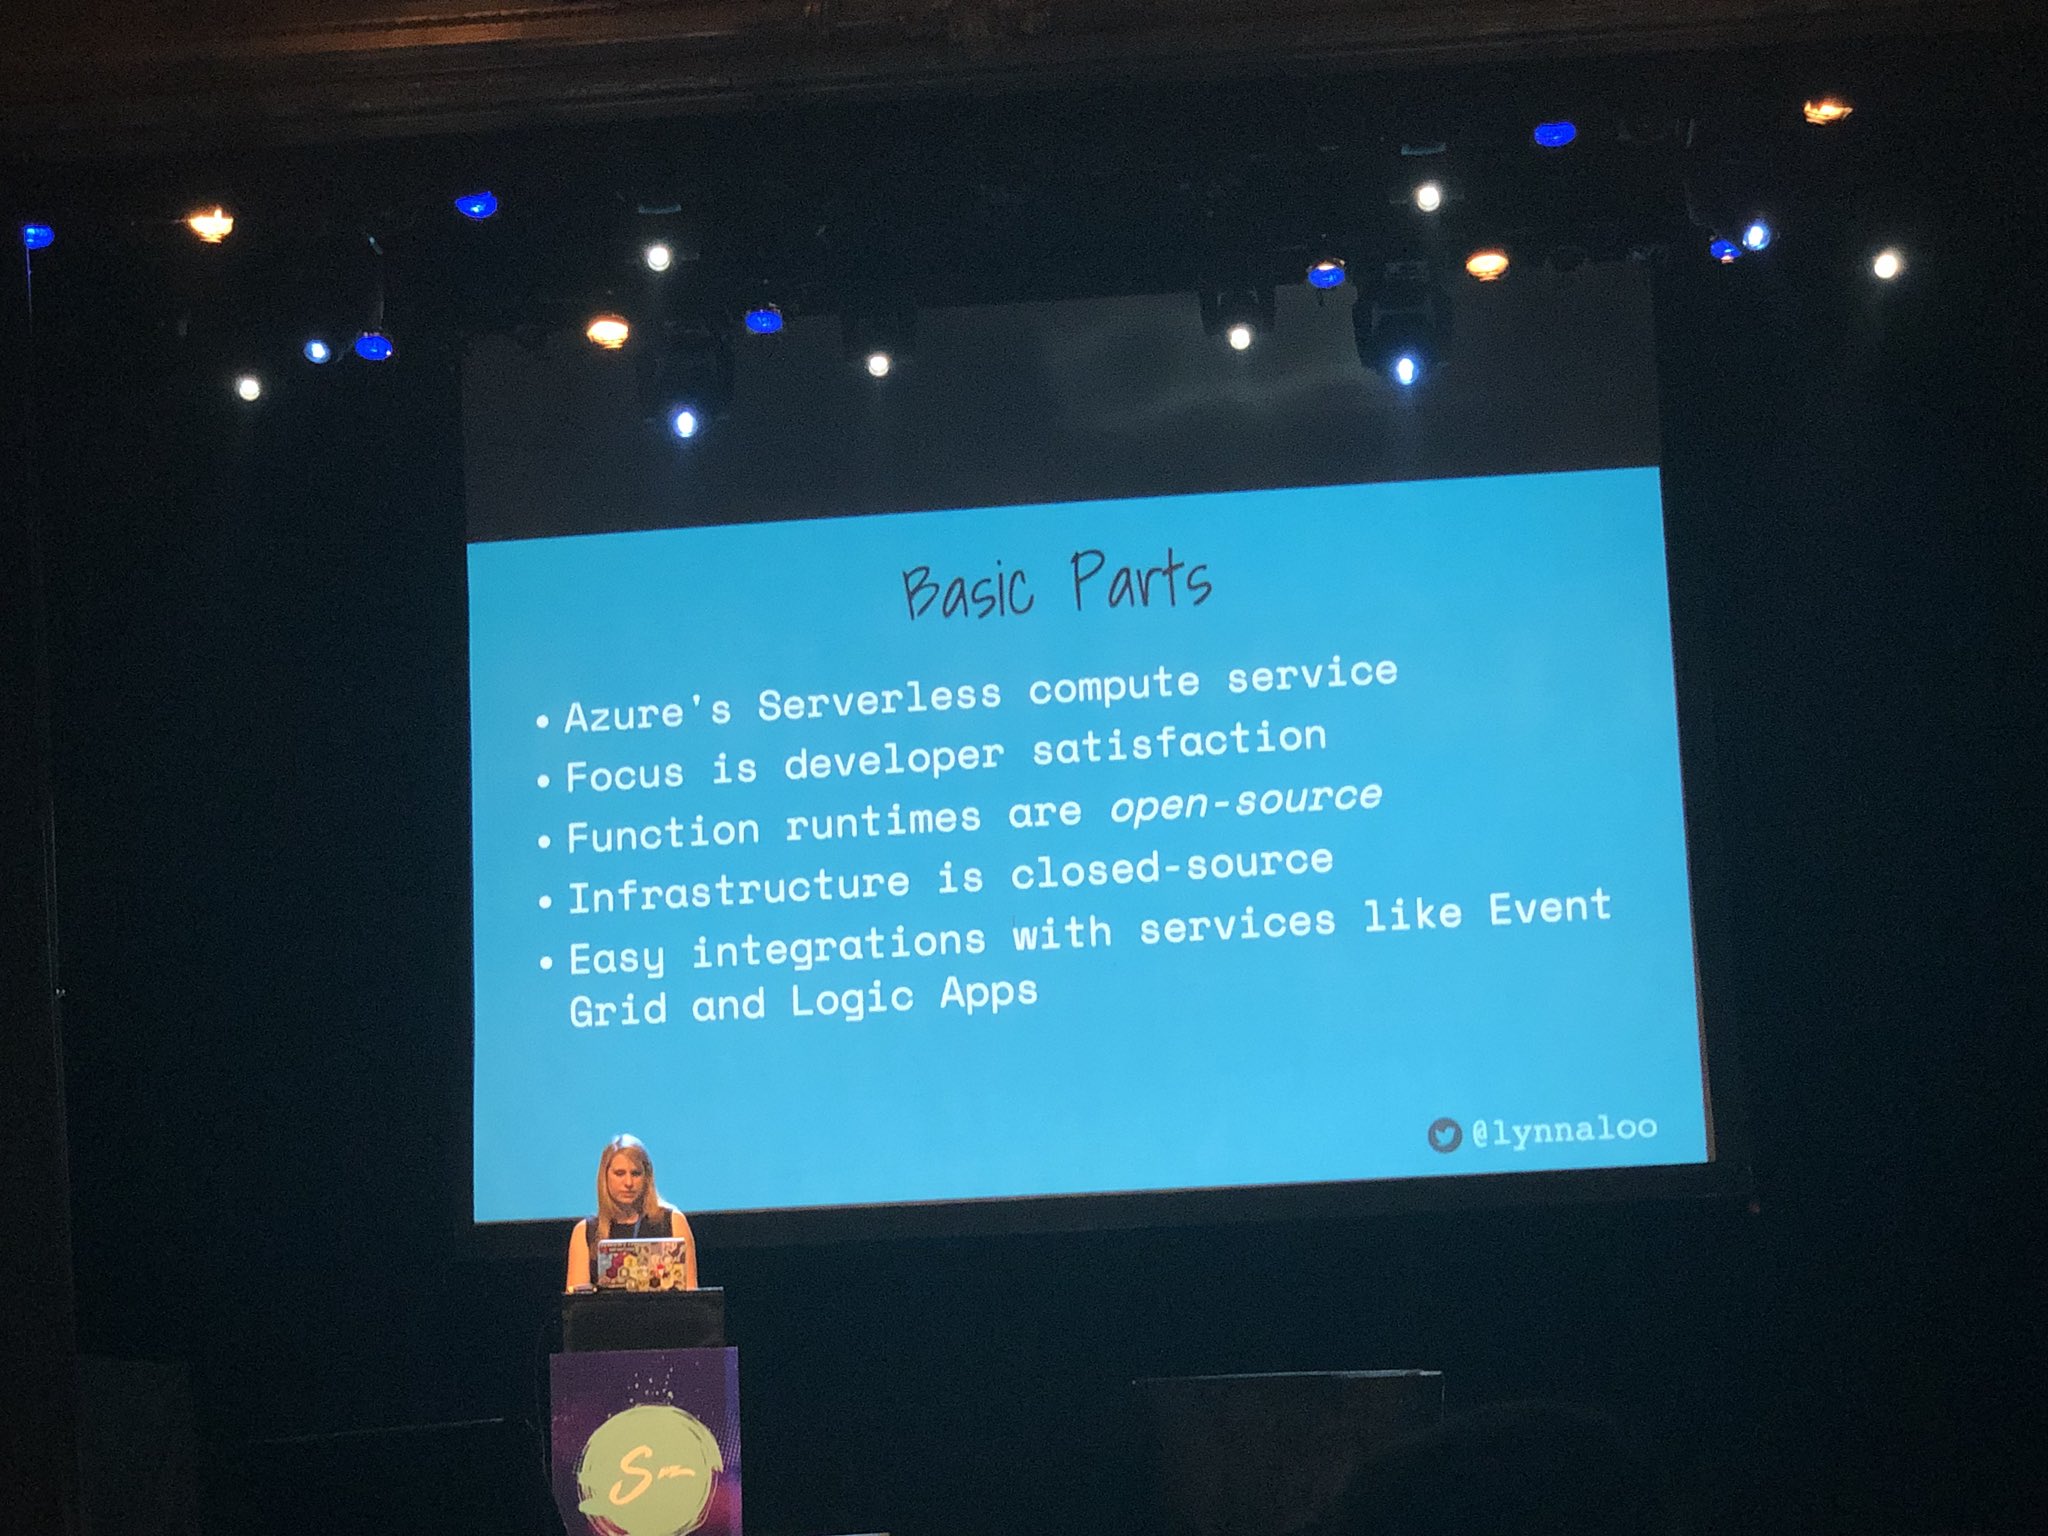 Basic Parts
• Azure's Serverless compute service
• Focus is developer satisfaction
• Function runtimes are open-source
• Infrastructure is closed-source
• Easy integrations with services like Event
Grid and Logic Apps
@lynnaloo